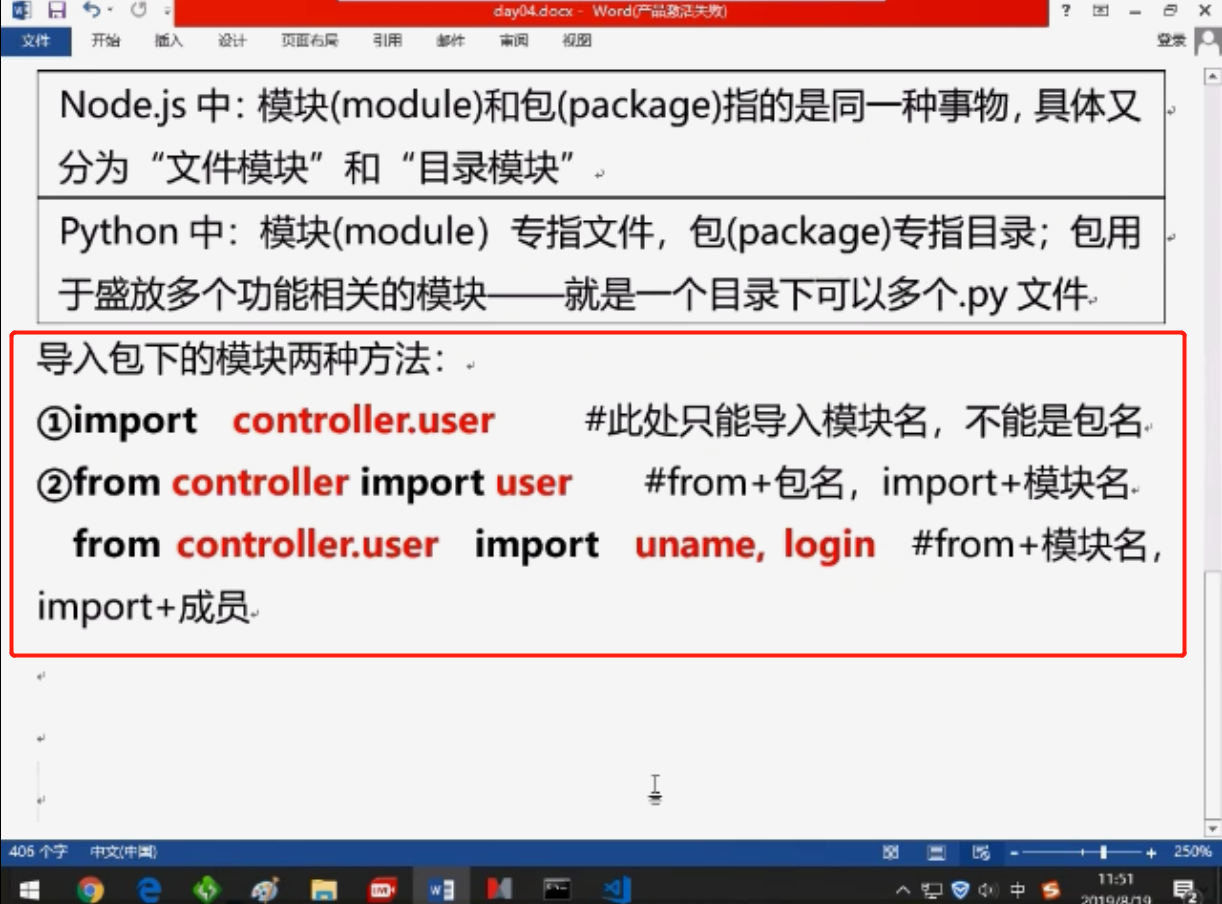 day04.docx - Word(产品激活失败)
文件 开始 插入 设计 页面布局 引用 邮件 审阅 视图 登录
Node.js 中：模块(module)和包(package)指的是同一种事物，具体又
分为“文件模块”和“目录模块”
Python 中：模块(module）专指文件，包(package)专指目录；包用
于盛放多个功能相关的模块——就是一个目录下可以多个.py 文件
导入包下的模块两种方法：
①import controller.user #此处只能导入模块名，不能是包名
②from controller import user #from+包名，import+模块名
from controller.user import uname, login #from+模块名，
import+成员
406 个字 中文(中国) 250%
中 11:51
2019/8/19 2